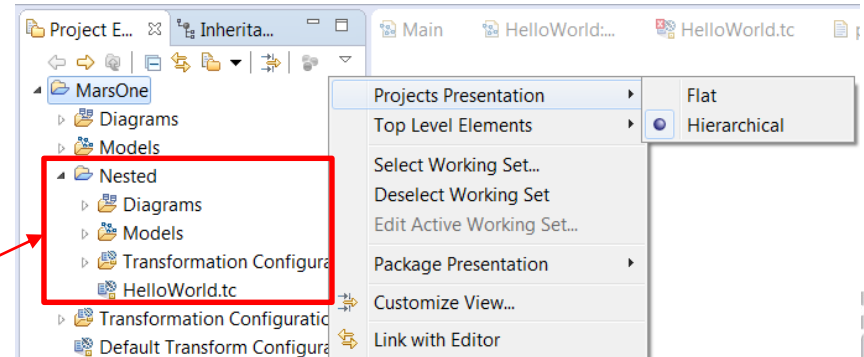 Project E...
Inherita...
Main
HelloWorld:...
HelloWorld.tc
MarsOne
Diagrams
Models
Nested
Diagrams
Models
Transformation Configura
HelloWorld.tc
Transformation Configuratic
Default Transform Configura
Projects Presentation
Top Level Elements
Select Working Set...
Deselect Working Set
Edit Active Working Set...
Package Presentation
Customize View...
Link with Editor
Flat
Hierarchical